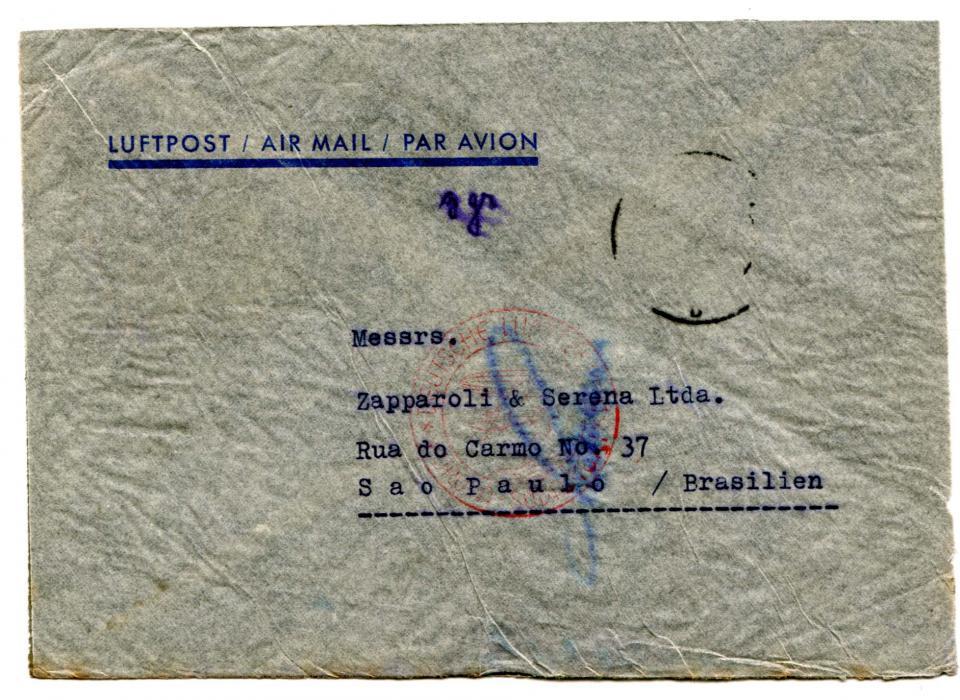 LUFTPOST / AIR MAIL / PAR AVION
Messrs.
Zapparoli & Serena Ltda.
Rua do Carmo No. 37
Sao Paulo / Brasilien